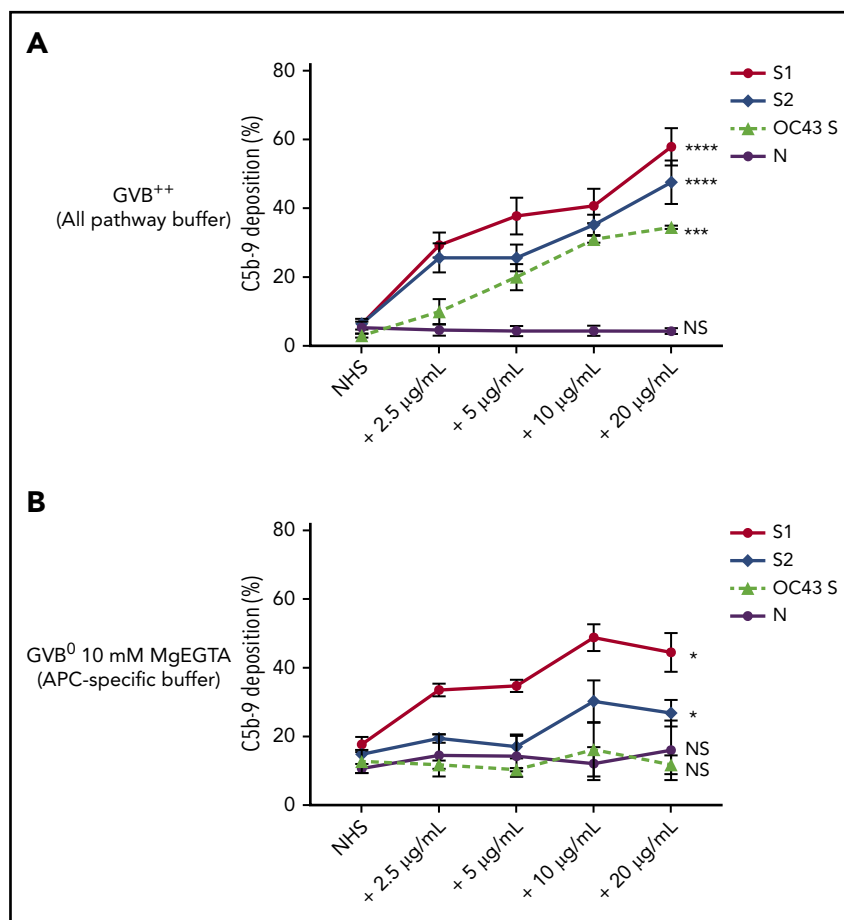 A
80
60
40
20
0
C5b-9 deposition (%)
GVB++
(All pathway buffer)
S1
S2
OC43 S
N
****
****
***
NS
NHS
+ 2.5 µg/mL
+ 5 µg/mL
+ 10 µg/mL
+ 20 µg/mL
B
80
60
40
20
0
C5b-9 deposition (%)
GVB0 10 mM MgEGTA
(APC-specific buffer)
S1
S2
OC43 S
N
*
*
NS
NS
NHS
+ 2.5 µg/mL
+ 5 µg/mL
+ 10 µg/mL
+ 20 µg/mL